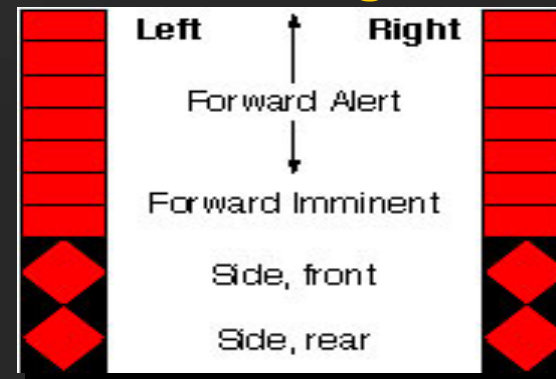 Left Right
Forward Alert
Forward Imminent
Side, front
Side, rear